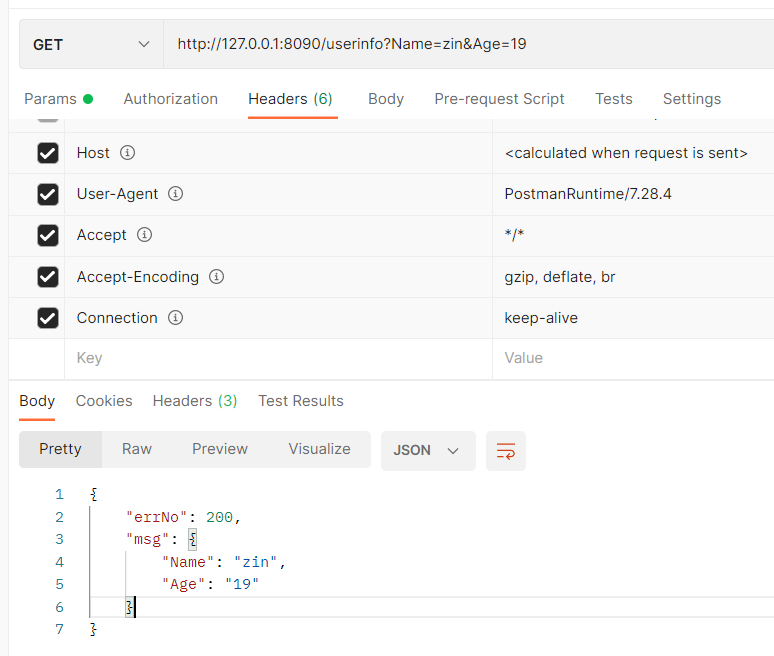 GET http://127.0.0.1:8090/userinfo?Name=zin&Age=19
Params Authorization Headers (6) Body Pre-request Script Tests Settings
Host <calculated when request is sent>
User-Agent PostmanRuntime/7.28.4
Accept */*
Accept-Encoding gzip, deflate, br
Connection keep-alive
Key Value
Body Cookies Headers (3) Test Results
Pretty Raw Preview Visualize JSON
1 {
2 "errNo": 200,
3 "msg": {
4 "Name": "zin",
5 "Age": "19"
6 }
7 }